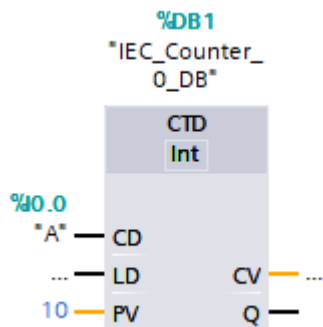 %DB1
"IEC_Counter_
0_DB"
CTD
Int
%I0.0
"A"
CD
... LD CV ...
10 PV Q